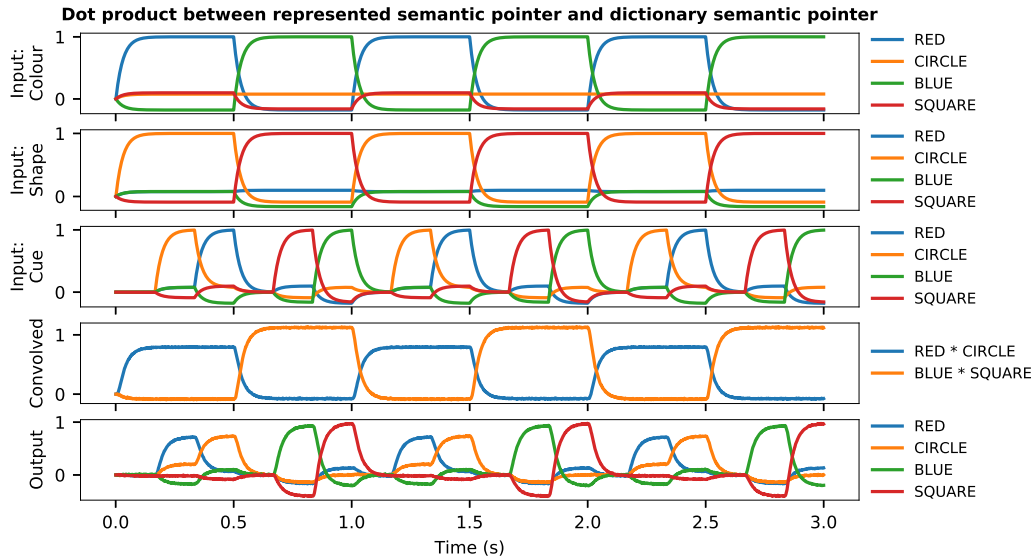 Dot product between represented semantic pointer and dictionary semantic pointer
Input:
Colour
1
0
RED
CIRCLE
BLUE
SQUARE
Input:
Shape
1
0
RED
CIRCLE
BLUE
SQUARE
Input:
Cue
1
0
RED
CIRCLE
BLUE
SQUARE
Convolved
1
0
RED * CIRCLE
BLUE * SQUARE
Output
1
0
RED
CIRCLE
BLUE
SQUARE
0.0 0.5 1.0 1.5 2.0 2.5 3.0
Time (s)